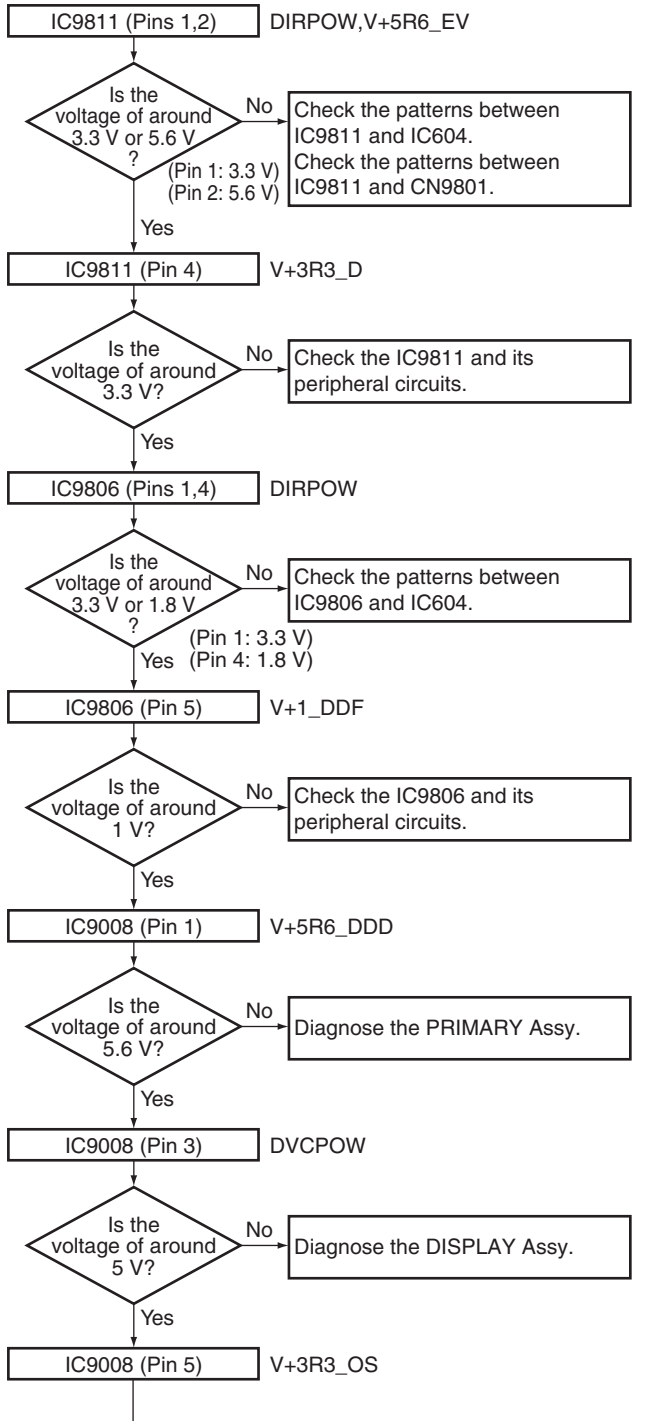 IC9811 (Pins 1,2)
DIRPOW,V+5R6_EV
Is the
voltage of around
3.3 V or 5.6 V
?
No
Check the patterns between
IC9811 and IC604.
Check the patterns between
IC9811 and CN9801.
(Pin 1: 3.3 V)
(Pin 2: 5.6 V)
Yes
IC9811 (Pin 4)
V+3R3_D
Is the
voltage of around
3.3 V?
No
Check the IC9811 and its
peripheral circuits.
Yes
IC9806 (Pins 1,4)
DIRPOW
Is the
voltage of around
3.3 V or 1.8 V
?
No
Check the patterns between
IC9806 and IC604.
(Pin 1: 3.3 V)
(Pin 4: 1.8 V)
Yes
IC9806 (Pin 5)
V+1_DDF
Is the
voltage of around
1 V?
No
Check the IC9806 and its
peripheral circuits.
Yes
IC9008 (Pin 1)
V+5R6_DDD
Is the
voltage of around
5.6 V?
No
Diagnose the PRIMARY Assy.
Yes
IC9008 (Pin 3)
DVCPOW
Is the
voltage of around
5 V?
No
Diagnose the DISPLAY Assy.
Yes
IC9008 (Pin 5)
V+3R3_OS